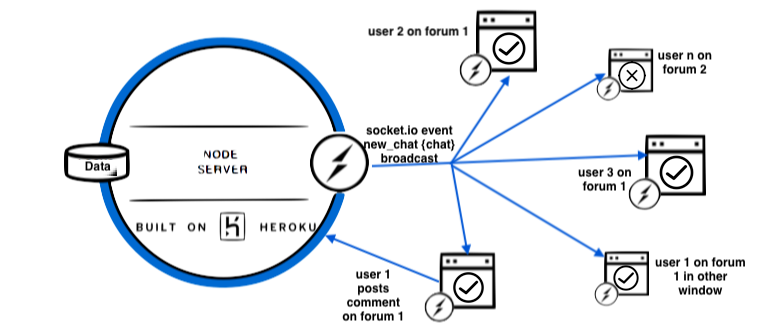 user 2 on forum 1
user n on
forum 2
socket.io event
new_chat {chat}
broadcast
NODE
SERVER
Data
user 3 on
forum 1
BUILT ON HEROKU
user 1 on forum
1 in other
window
user 1
posts
comment
on forum 1